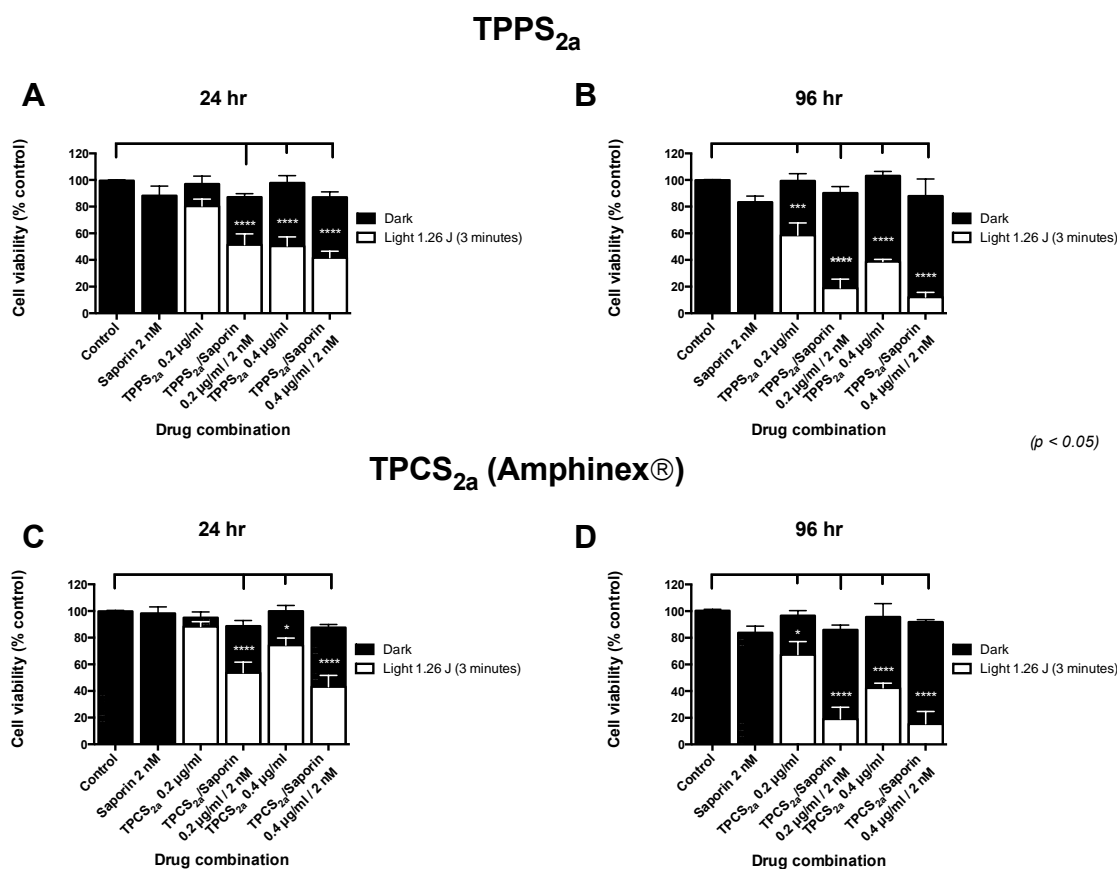 TPPS2a
A
24 hr
Cell viability (% control)
120
100
80
60
40
20
0
****
****
****
Dark
Light 1.26 J (3 minutes)
Control
Saporin 2 nM
TPPS2a 0.2 µg/ml
TPPS2a/Saporin
0.2 µg/ml / 2 nM
TPPS2a 0.4 µg/ml
TPPS2a/Saporin
0.4 µg/ml / 2 nM
Drug combination
B
96 hr
Cell viability (% control)
120
100
80
60
40
20
0
***
****
****
****
Dark
Light 1.26 J (3 minutes)
Control
Saporin 2 nM
TPPS2a 0.2 µg/ml
TPPS2a/Saporin
0.2 µg/ml / 2 nM
TPPS2a 0.4 µg/ml
TPPS2a/Saporin
0.4 µg/ml / 2 nM
Drug combination
(p < 0.05)
TPCS2a (Amphinex®)
C
24 hr
Cell viability (% control)
120
100
80
60
40
20
0
****
*
****
Dark
Light 1.26 J (3 minutes)
Control
Saporin 2 nM
TPCS2a 0.2 µg/ml
TPCS2a/Saporin
0.2 µg/ml / 2 nM
TPCS2a 0.4 µg/ml
TPCS2a/Saporin
0.4 µg/ml / 2 nM
Drug combination
D
96 hr
Cell viability (% control)
120
100
80
60
40
20
0
*
****
****
****
Dark
Light 1.26 J (3 minutes)
Control
Saporin 2 nM
TPCS2a 0.2 µg/ml
TPCS2a/Saporin
0.2 µg/ml / 2 nM
TPCS2a 0.4 µg/ml
TPCS2a/Saporin
0.4 µg/ml / 2 nM
Drug combination